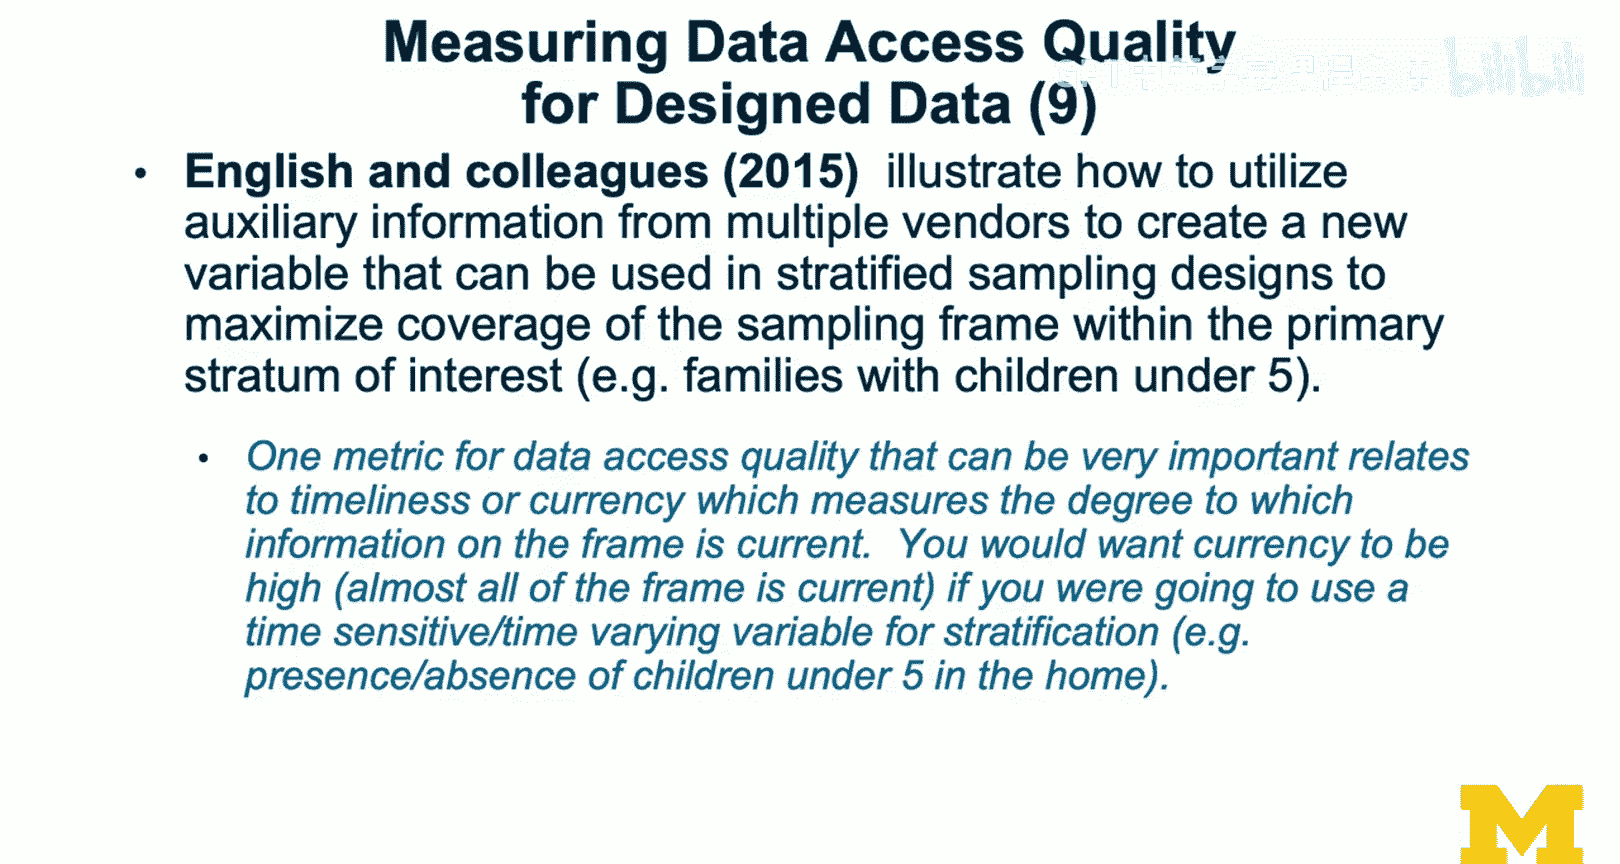 Measuring Data Access Quality
for Designed Data (9)
• English and colleagues (2015) illustrate how to utilize
auxiliary information from multiple vendors to create a new
variable that can be used in stratified sampling designs to
maximize coverage of the sampling frame within the primary
stratum of interest (e.g. families with children under 5).
• One metric for data access quality that can be very important relates
to timeliness or currency which measures the degree to which
information on the frame is current. You would want currency to be
high (almost all of the frame is current) if you were going to use a
time sensitive/time varying variable for stratification (e.g.
presence/absence of children under 5 in the home).
bilibili
M